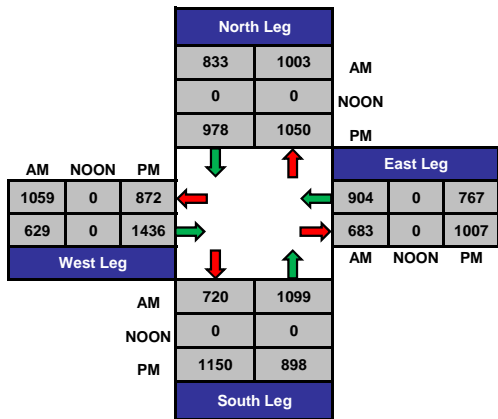 North Leg
833 1003 AM
0 0 NOON
978 1050 PM
AM NOON PM East Leg
1059 0 872 904 0 767
629 0 1436 683 0 1007
West Leg AM NOON PM
AM 720 1099
NOON 0 0
PM 1150 898
South Leg